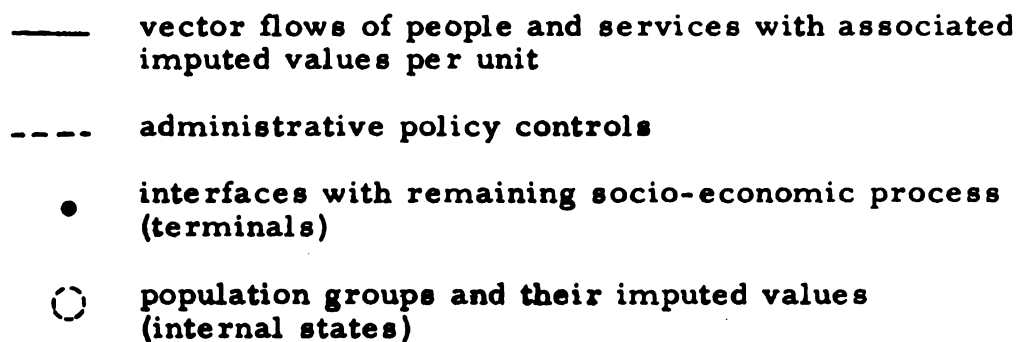 vector flows of people and services with associated
imputed values per unit
administrative policy controls
interfaces with remaining socio-economic process
(terminals)
population groups and their imputed values
(internal states)